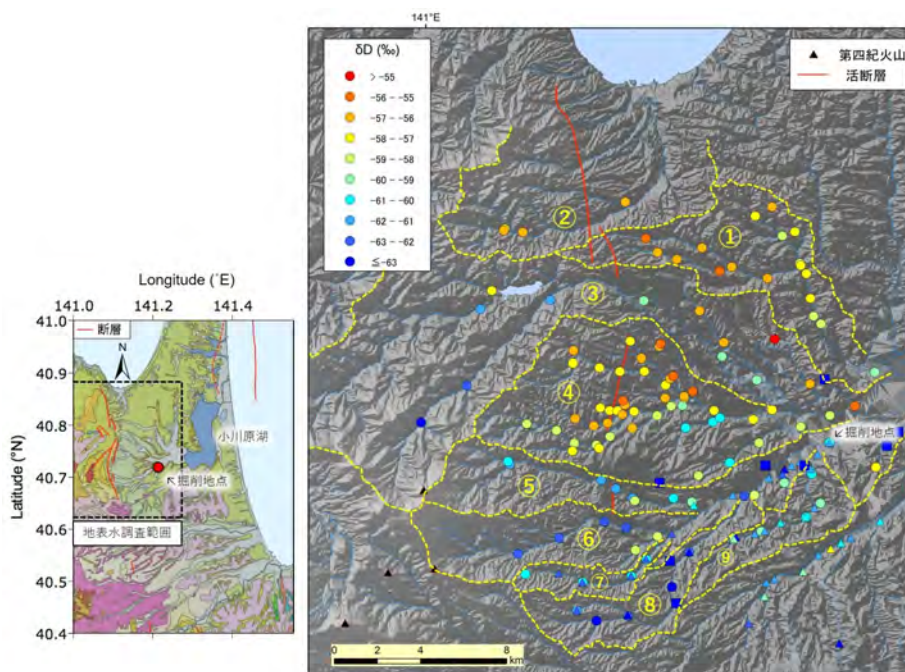 141°E
δD (‰)
> -55
-56 - -55
-57 - -56
-58 - -57
-59 - -58
-60 - -59
-61 - -60
-62 - -61
-63 - -62
≦-63
▲ 第四紀火山
活断層
②
①
③
④
⑤
⑥
⑦
⑧
⑨
↖掘削地点
0 2 4 6 8
km
Longitude (°E)
141.0 141.2 141.4
断層
N
Latitude (°N)
41.0
40.9
40.8
40.7
40.6
40.5
40.4
小川原湖
↖掘削地点
地表水調査範囲